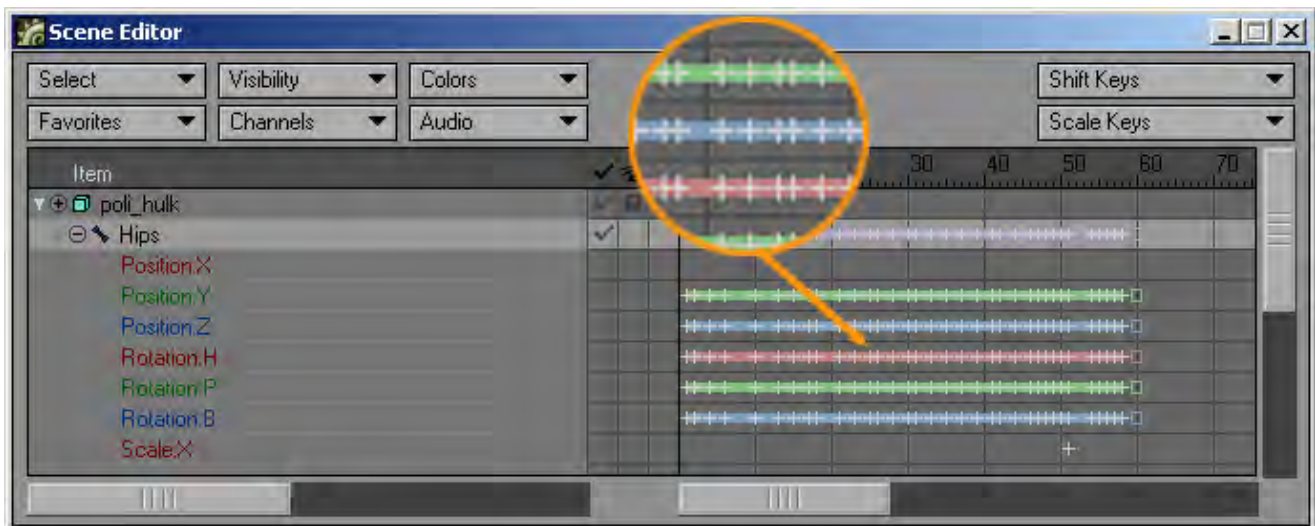 Scene Editor
Select Visibility Colors Shift Keys
Favorites Channels Audio Scale Keys
Item 30 40 50 60 70
poli_hulk
Hips
Position.X
Position.Y
Position.Z
Rotation.H
Rotation.P
Rotation.B
Scale.X